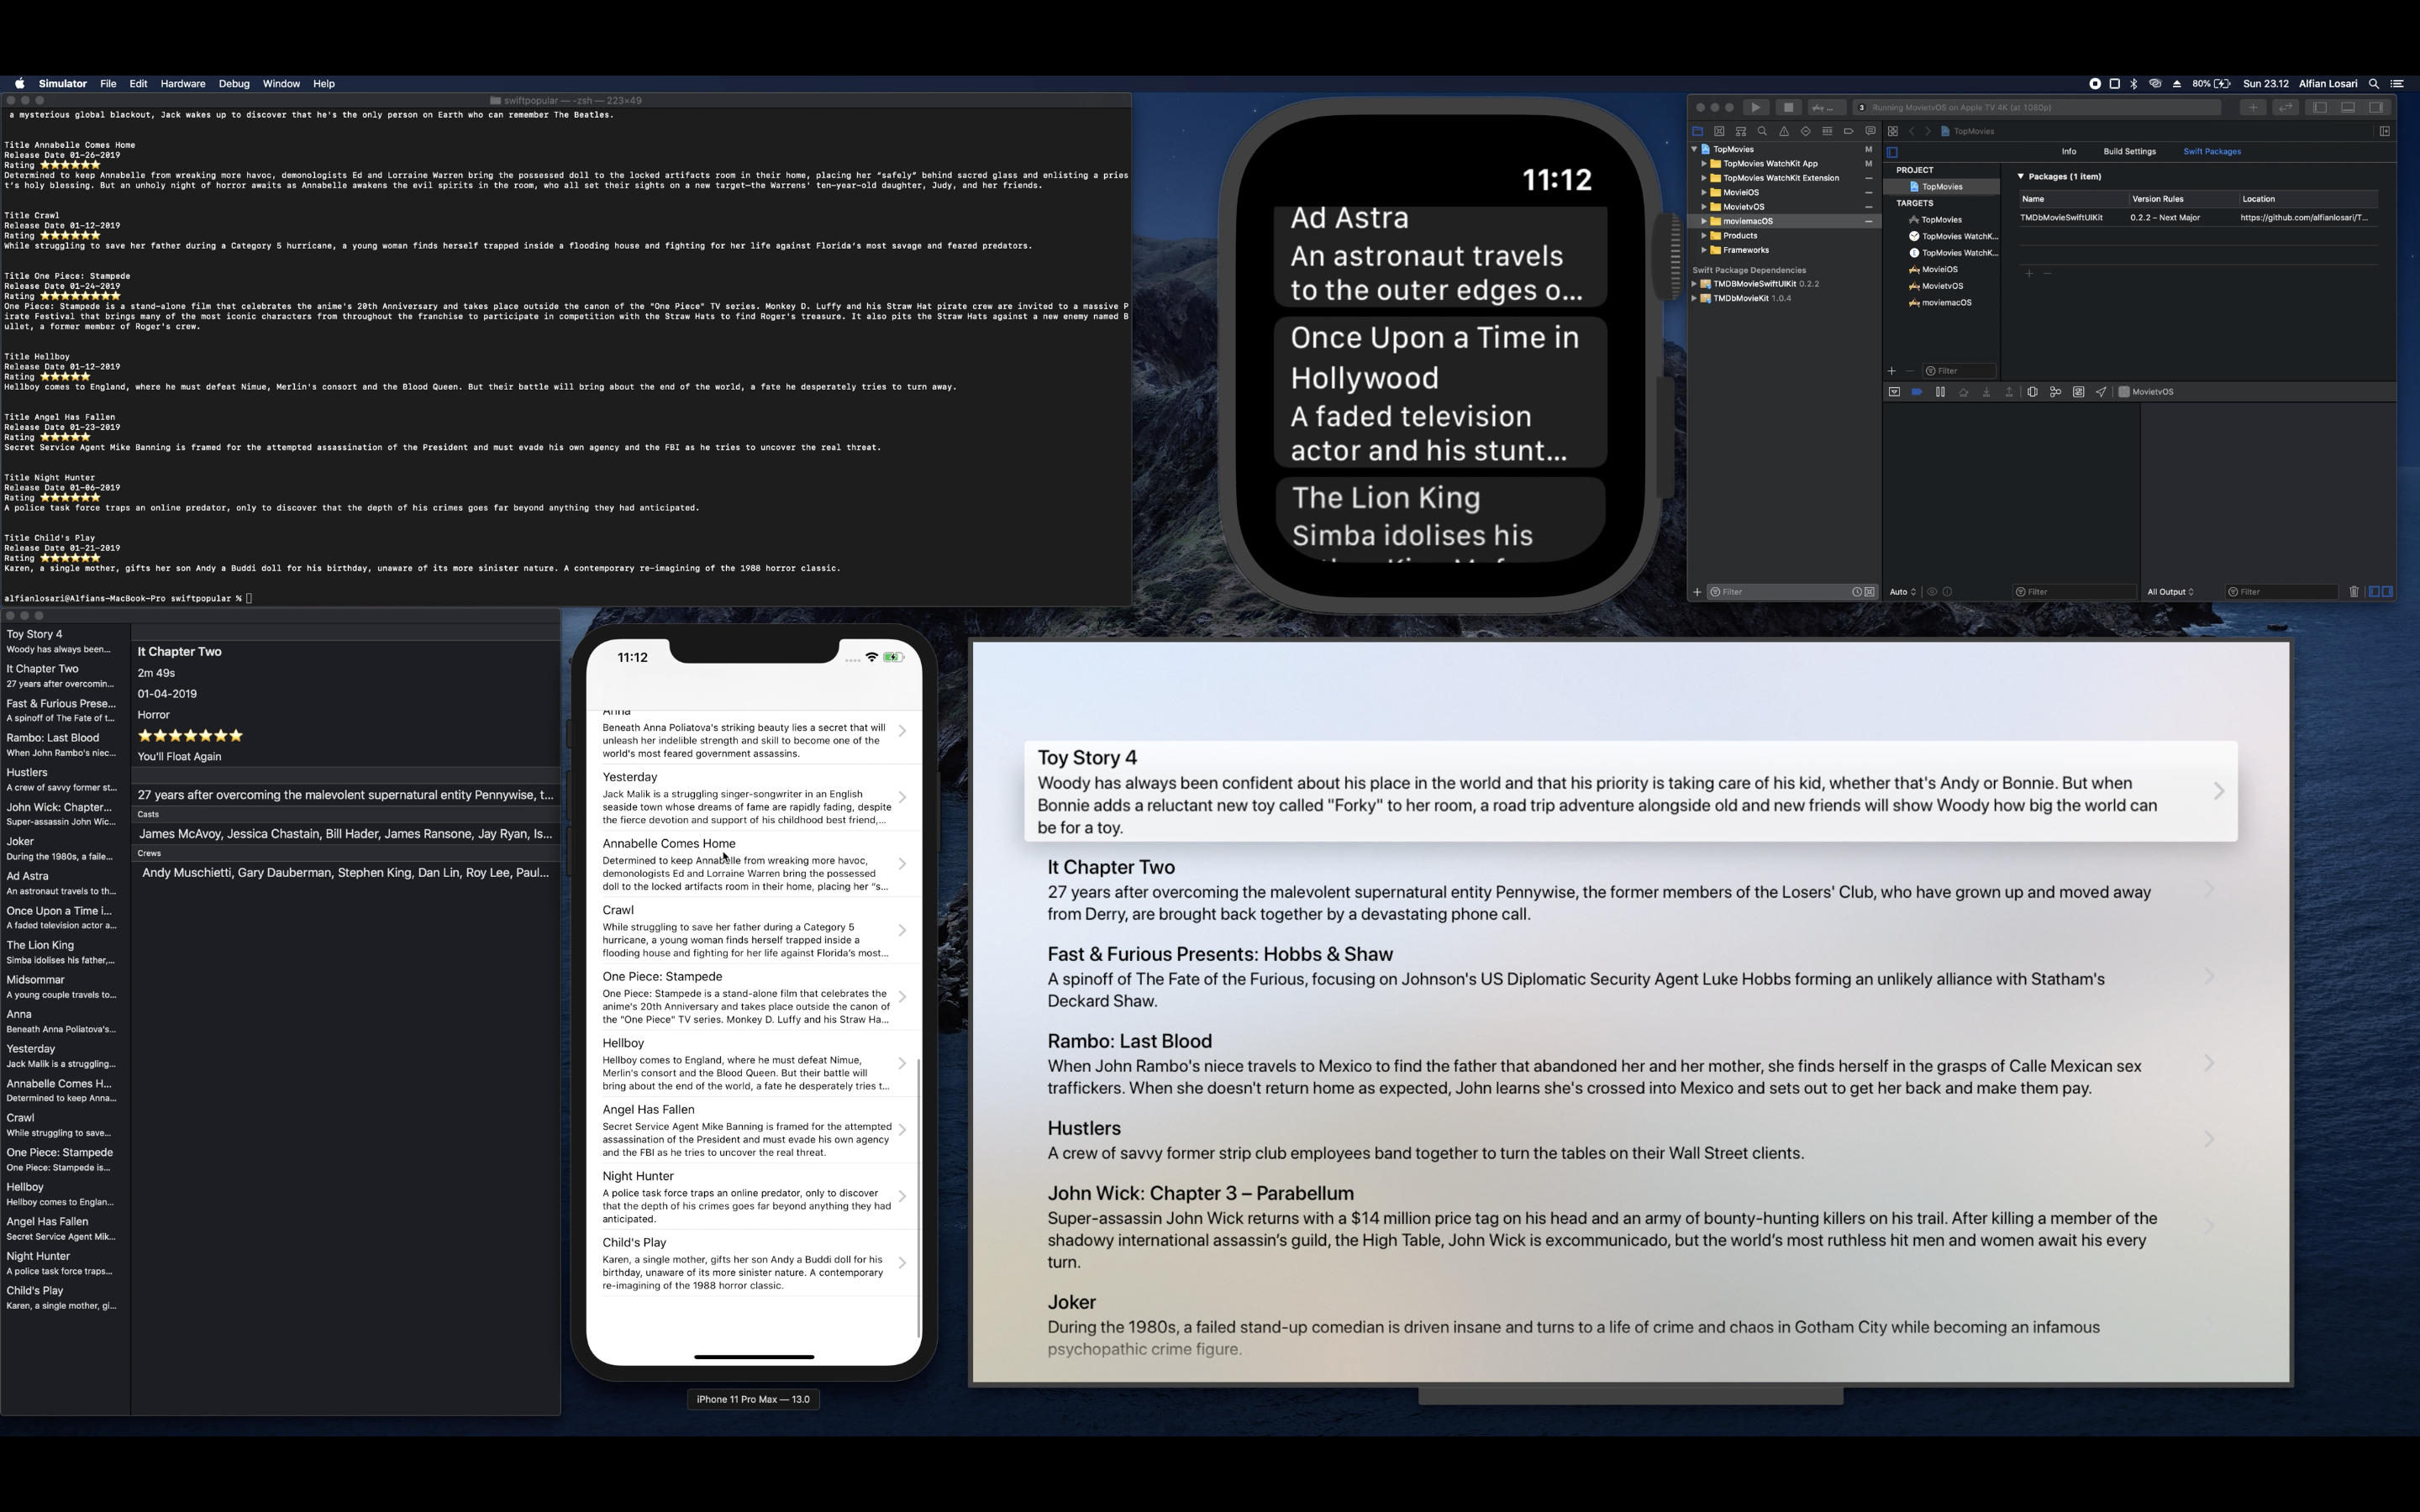 Simulator File Edit Hardware Debug Window Help
80% Sun 23.12 Alfian Losari
swiftpopular — -zsh — 223×49
a mysterious global blackout, Jack wakes up to discover that he's the only person on Earth who can remember The Beatles.
Title Annabelle Comes Home
Release Date 01-26-2019
Rating ⭐⭐⭐⭐⭐⭐
Determined to keep Annabelle from wreaking more havoc, demonologists Ed and Lorraine Warren bring the possessed doll to the locked artifacts room in their home, placing her “safely” behind sacred glass and enlisting a pries
t’s holy blessing. But an unholy night of horror awaits as Annabelle awakens the evil spirits in the room, who all set their sights on a new target—the Warrens' ten-year-old daughter, Judy, and her friends.
Title Crawl
Release Date 01-12-2019
Rating ⭐⭐⭐⭐⭐⭐
While struggling to save her father during a Category 5 hurricane, a young woman finds herself trapped inside a flooding house and fighting for her life against Florida’s most savage and feared predators.
Title One Piece: Stampede
Release Date 01-24-2019
Rating ⭐⭐⭐⭐⭐⭐⭐⭐
One Piece: Stampede is a stand-alone film that celebrates the anime's 20th Anniversary and takes place outside the canon of the "One Piece" TV series. Monkey D. Luffy and his Straw Hat pirate crew are invited to a massive P
irate Festival that brings many of the most iconic characters from throughout the franchise to participate in competition with the Straw Hats to find Roger's treasure. It also pits the Straw Hats against a new enemy named B
ullet, a former member of Roger's crew.
Title Hellboy
Release Date 01-12-2019
Rating ⭐⭐⭐⭐⭐
Hellboy comes to England, where he must defeat Nimue, Merlin's consort and the Blood Queen. But their battle will bring about the end of the world, a fate he desperately tries to turn away.
Title Angel Has Fallen
Release Date 01-23-2019
Rating ⭐⭐⭐⭐⭐
Secret Service Agent Mike Banning is framed for the attempted assassination of the President and must evade his own agency and the FBI as he tries to uncover the real threat.
Title Night Hunter
Release Date 01-06-2019
Rating ⭐⭐⭐⭐⭐⭐
A police task force traps an online predator, only to discover that the depth of his crimes goes far beyond anything they had anticipated.
Title Child's Play
Release Date 01-21-2019
Rating ⭐⭐⭐⭐⭐⭐
Karen, a single mother, gifts her son Andy a Buddi doll for his birthday, unaware of its more sinister nature. A contemporary re-imagining of the 1988 horror classic.
alfianlosari@Alfians-MacBook-Pro swiftpopular %
11:12
Ad Astra
An astronaut travels
to the outer edges o...
Once Upon a Time in
Hollywood
A faded television
actor and his stunt...
The Lion King
Simba idolises his
3 Running MovietvOS on Apple TV 4K (at 1080p)
TopMovies M
TopMovies WatchKit App M
TopMovies WatchKit Extension
MovieiOS
MovietvOS
moviemacOS
Products
Frameworks
Swift Package Dependencies
TMDBMovieSwiftUIKit 0.2.2
TMDbMovieKit 1.0.4
Filter
TopMovies
Info Build Settings Swift Packages
PROJECT
TopMovies
TARGETS
TopMovies
TopMovies WatchK...
TopMovies WatchK...
MovieiOS
MovietvOS
moviemacOS
Filter
Packages (1 item)
Name Version Rules Location
TMDbMovieSwiftUIKit 0.2.2 – Next Major https://github.com/alfianlosari/T...
MovietvOS
Auto Filter All Output Filter
Toy Story 4
Woody has always been...
It Chapter Two
27 years after overcomin...
Fast & Furious Prese...
A spinoff of The Fate of t...
Rambo: Last Blood
When John Rambo's niec...
Hustlers
A crew of savvy former st...
John Wick: Chapter...
Super-assassin John Wic...
Joker
During the 1980s, a faile...
Ad Astra
An astronaut travels to th...
Once Upon a Time i...
A faded television actor a...
The Lion King
Simba idolises his father,...
Midsommar
A young couple travels to...
Anna
Beneath Anna Poliatova's...
Yesterday
Jack Malik is a struggling...
Annabelle Comes H...
Determined to keep Anna...
Crawl
While struggling to save...
One Piece: Stampede
One Piece: Stampede is...
Hellboy
Hellboy comes to Englan...
Angel Has Fallen
Secret Service Agent Mik...
Night Hunter
A police task force traps...
Child's Play
Karen, a single mother, gi...
It Chapter Two
2m 49s
01-04-2019
Horror
⭐⭐⭐⭐⭐⭐⭐
You'll Float Again
27 years after overcoming the malevolent supernatural entity Pennywise, t...
Casts
James McAvoy, Jessica Chastain, Bill Hader, James Ransone, Jay Ryan, Is...
Crews
Andy Muschietti, Gary Dauberman, Stephen King, Dan Lin, Roy Lee, Paul...
11:12
Anna
Beneath Anna Poliatova's striking beauty lies a secret that will
unleash her indelible strength and skill to become one of the
world's most feared government assassins.
Yesterday
Jack Malik is a struggling singer-songwriter in an English
seaside town whose dreams of fame are rapidly fading, despite
the fierce devotion and support of his childhood best friend,...
Annabelle Comes Home
Determined to keep Annabelle from wreaking more havoc,
demonologists Ed and Lorraine Warren bring the possessed
doll to the locked artifacts room in their home, placing her “s...
Crawl
While struggling to save her father during a Category 5
hurricane, a young woman finds herself trapped inside a
flooding house and fighting for her life against Florida’s most...
One Piece: Stampede
One Piece: Stampede is a stand-alone film that celebrates the
anime's 20th Anniversary and takes place outside the canon of
the "One Piece" TV series. Monkey D. Luffy and his Straw Ha...
Hellboy
Hellboy comes to England, where he must defeat Nimue,
Merlin's consort and the Blood Queen. But their battle will
bring about the end of the world, a fate he desperately tries t...
Angel Has Fallen
Secret Service Agent Mike Banning is framed for the attempted
assassination of the President and must evade his own agency
and the FBI as he tries to uncover the real threat.
Night Hunter
A police task force traps an online predator, only to discover
that the depth of his crimes goes far beyond anything they had
anticipated.
Child's Play
Karen, a single mother, gifts her son Andy a Buddi doll for his
birthday, unaware of its more sinister nature. A contemporary
re-imagining of the 1988 horror classic.
iPhone 11 Pro Max — 13.0
Toy Story 4
Woody has always been confident about his place in the world and that his priority is taking care of his kid, whether that's Andy or Bonnie. But when
Bonnie adds a reluctant new toy called "Forky" to her room, a road trip adventure alongside old and new friends will show Woody how big the world can
be for a toy.
It Chapter Two
27 years after overcoming the malevolent supernatural entity Pennywise, the former members of the Losers' Club, who have grown up and moved away
from Derry, are brought back together by a devastating phone call.
Fast & Furious Presents: Hobbs & Shaw
A spinoff of The Fate of the Furious, focusing on Johnson's US Diplomatic Security Agent Luke Hobbs forming an unlikely alliance with Statham's
Deckard Shaw.
Rambo: Last Blood
When John Rambo's niece travels to Mexico to find the father that abandoned her and her mother, she finds herself in the grasps of Calle Mexican sex
traffickers. When she doesn't return home as expected, John learns she's crossed into Mexico and sets out to get her back and make them pay.
Hustlers
A crew of savvy former strip club employees band together to turn the tables on their Wall Street clients.
John Wick: Chapter 3 – Parabellum
Super-assassin John Wick returns with a $14 million price tag on his head and an army of bounty-hunting killers on his trail. After killing a member of the
shadowy international assassin’s guild, the High Table, John Wick is excommunicado, but the world’s most ruthless hit men and women await his every
turn.
Joker
During the 1980s, a failed stand-up comedian is driven insane and turns to a life of crime and chaos in Gotham City while becoming an infamous
psychopathic crime figure.